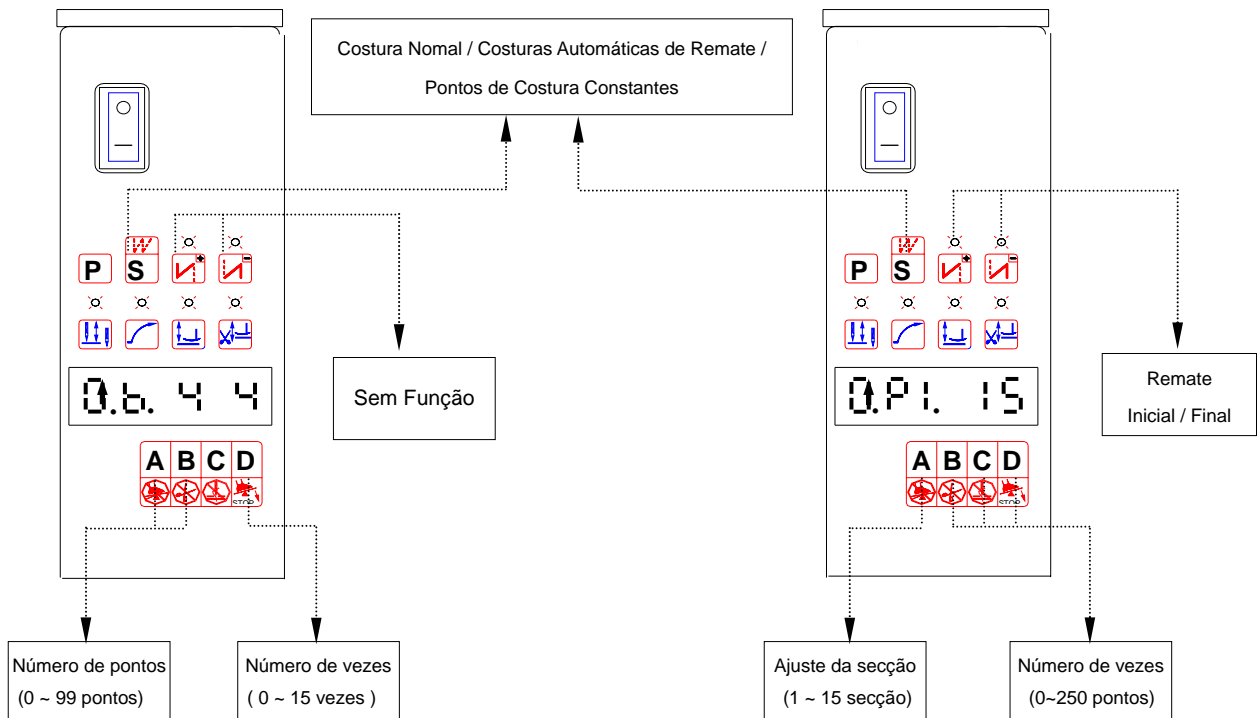 Costura Nomal / Costuras Automáticas de Remate /
Pontos de Costura Constantes
P S
P S
Sem Função
Remate
Inicial / Final
0.b. 4 4
0.P1. 15
A B C D
STOP
A B C D
STOP
Número de pontos
(0 ~ 99 pontos)
Número de vezes
( 0 ~ 15 vezes )
Ajuste da secção
(1 ~ 15 secção)
Número de vezes
(0~250 pontos)